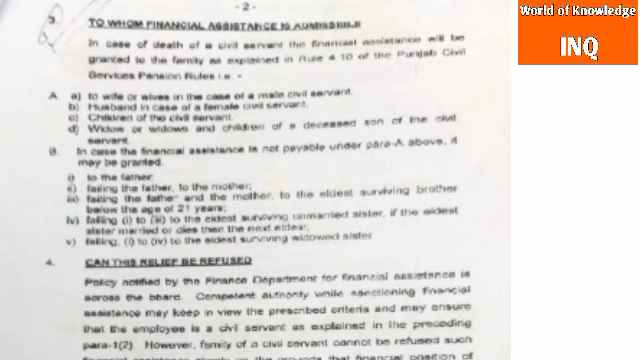 - 2 -
World of Knowledge
INQ
3. TO WHOM FINANCIAL ASSISTANCE IS ADMISSIBLE
In case of death of a civil servant the financial assistance will be
granted to the family as explained in Rule 4.10 of the Punjab Civil
Services Pension Rules i.e. -
A. a) to wife or wives in the case of a male civil servant.
b) Husband in case of a female civil servant.
c) Children of the civil servant.
d) Widow or widows and children of a deceased son of the civil
servant.
B. In case the financial assistance is not payable under para-A above, it
may be granted.
i) to the father;
ii) failing the father, to the mother;
iii) failing the father and the mother, to the eldest surviving brother
below the age of 21 years;
iv) failing (i) to (iii) to the eldest surviving unmarried sister, if the eldest
sister married or dies then the next eldest;
v) failing, (i) to (iv) to the eldest surviving widowed sister
4. CAN THIS RELIEF BE REFUSED
Policy notified by the Finance Department for financial assistance is
across the board. Competent authority while sanctioning financial
assistance may keep in view the prescribed criteria and may ensure
that the employee is a civil servant as explained in the preceding
para-1(2). However, family of a civil servant cannot be refused such
financial assistance on the grounds that financial position of